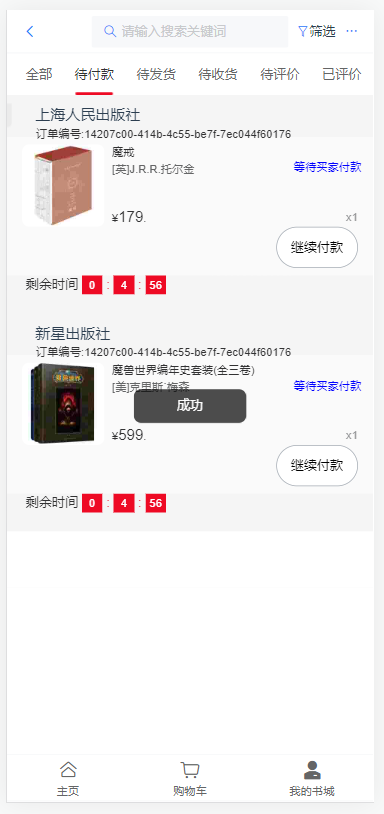 请输入搜索关键词 筛选 ...
全部 待付款 待发货 待收货 待评价 已评价
上海人民出版社
订单编号:14207c00-414b-4c55-be7f-7ec044f60176
魔戒
[英]J.R.R.托尔金 等待买家付款
¥179. x1
继续付款
剩余时间 0 : 4 : 56
新星出版社
订单编号:14207c00-414b-4c55-be7f-7ec044f60176
魔兽世界编年史套装(全三卷)
[美]克里斯·梅森 等待买家付款
成功
¥599. x1
继续付款
剩余时间 0 : 4 : 56
主页 购物车 我的书城